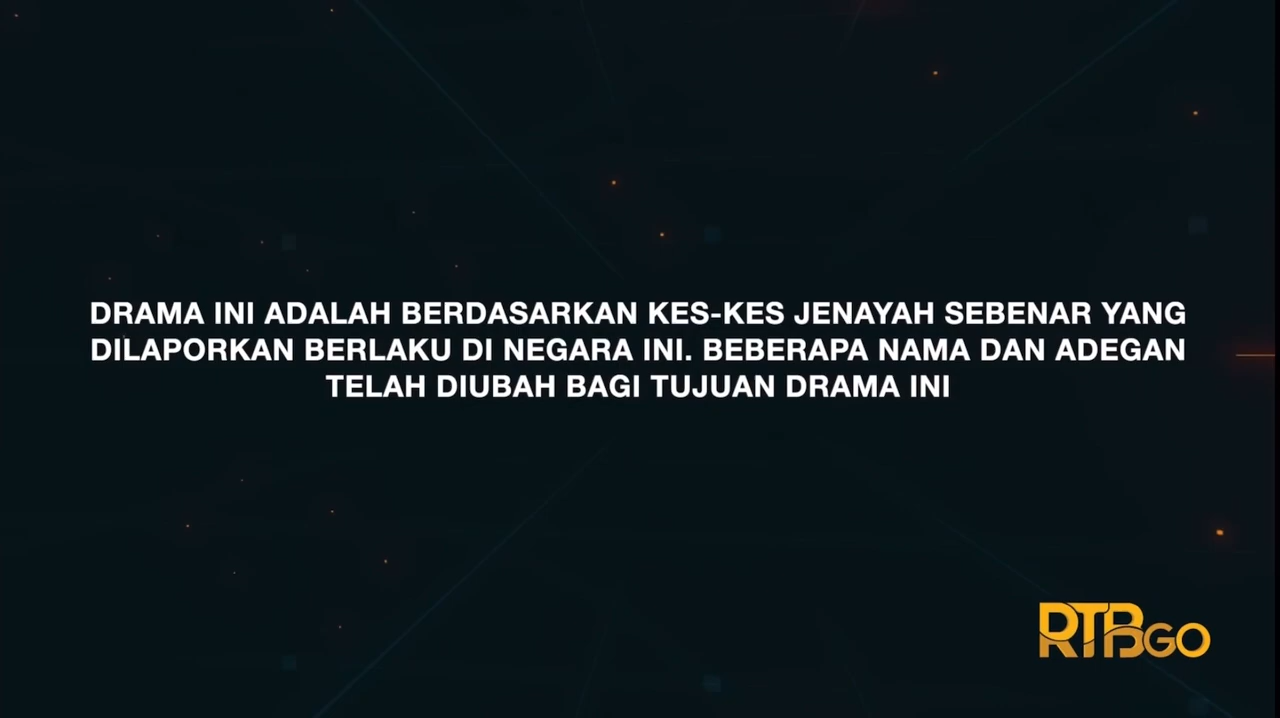 DRAMA INI ADALAH BERDASARKAN KES-KES JENAYAH SEBENAR YANG
DILAPORKAN BERLAKU DI NEGARA INI. BEBERAPA NAMA DAN ADEGAN
TELAH DIUBAH BAGI TUJUAN DRAMA INI
RTBGO